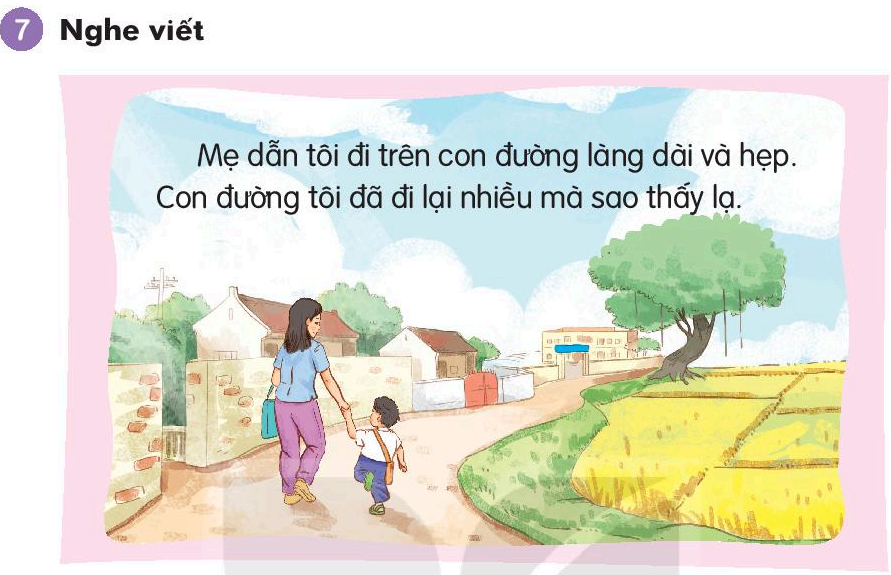 7 Nghe viết
Mẹ dẫn tôi đi trên con đường làng dài và hẹp.
Con đường tôi đã đi lại nhiều mà sao thấy lạ.